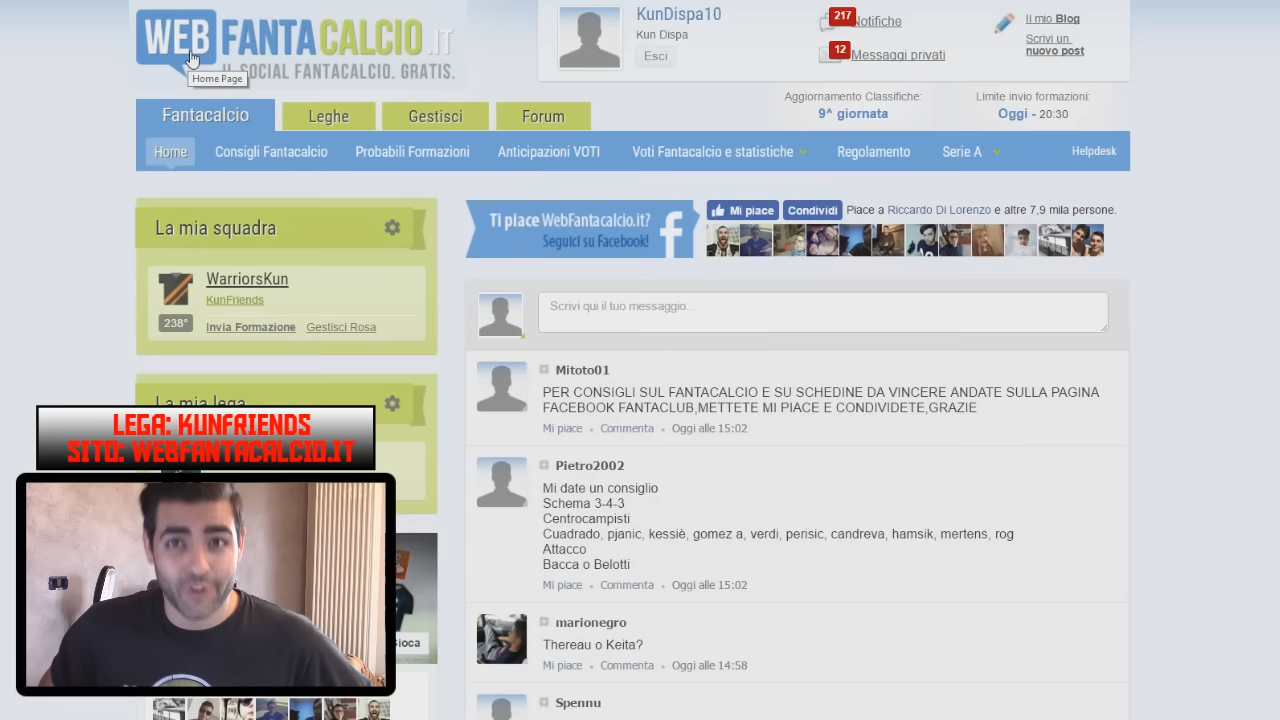 WEB FANTACALCIO.IT
IL SOCIAL FANTACALCIO. GRATIS.
Home Page
KunDispa10
Kun Dispa
Esci
217 Notifiche
12 Messaggi privati
Il mio Blog
Scrivi un
nuovo post
Fantacalcio
Leghe
Gestisci
Forum
Aggiornamento Classifiche:
9^ giornata
Limite invio formazioni:
Oggi - 20:30
Home
Consigli Fantacalcio
Probabili Formazioni
Anticipazioni VOTI
Voti Fantacalcio e statistiche
Regolamento
Serie A
Helpdesk
La mia squadra
WarriorsKun
KunFriends
238°
Invia Formazione Gestisci Rosa
La mia lega
LEGA: KUNFRIENDS
SITO: WEBFANTACALCIO.IT
Gioca
Ti piace WebFantacalcio.it?
Seguici su Facebook!
Mi piace Condividi Piace a Riccardo Di Lorenzo e altre 7,9 mila persone.
Scrivi qui il tuo messaggio...
Mitoto01
PER CONSIGLI SUL FANTACALCIO E SU SCHEDINE DA VINCERE ANDATE SULLA PAGINA
FACEBOOK FANTACLUB,METTETE MI PIACE E CONDIVIDETE,GRAZIE
Mi piace Commenta Oggi alle 15:02
Pietro2002
Mi date un consiglio
Schema 3-4-3
Centrocampisti
Cuadrado, pjanic, kessiè, gomez a, verdi, perisic, candreva, hamsik, mertens, rog
Attacco
Bacca o Belotti
Mi piace Commenta Oggi alle 15:02
marionegro
Thereau o Keita?
Mi piace Commenta Oggi alle 14:58
Spennu